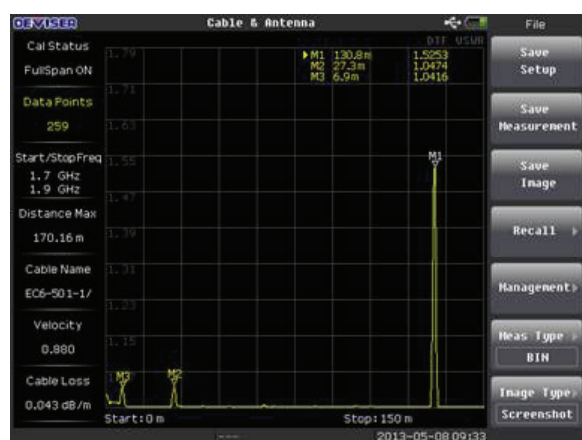 DEVISER
Cable & Antenna
File
DTF VSWR
Cal Status
FullSpan ON
Data Points
259
Start/StopFreq
1.7 GHz
1.9 GHz
Distance Max
170.16 m
Cable Name
EC6-50 1-1/
Velocity
0.880
Cable Loss
0.043 dB/m
1.79
1.71
1.63
1.55
1.47
1.39
1.31
1.23
1.15
M1 130.8m 1.5253
M2 27.3m 1.0474
M3 6.9m 1.0416
M1
M3
M2
Start:0 m
Stop:150 m
---
2013-05-08 09:33
Save
Setup
Save
Measurement
Save
Image
Recall
Management
Meas Type
BIN
Image Type
Screenshot